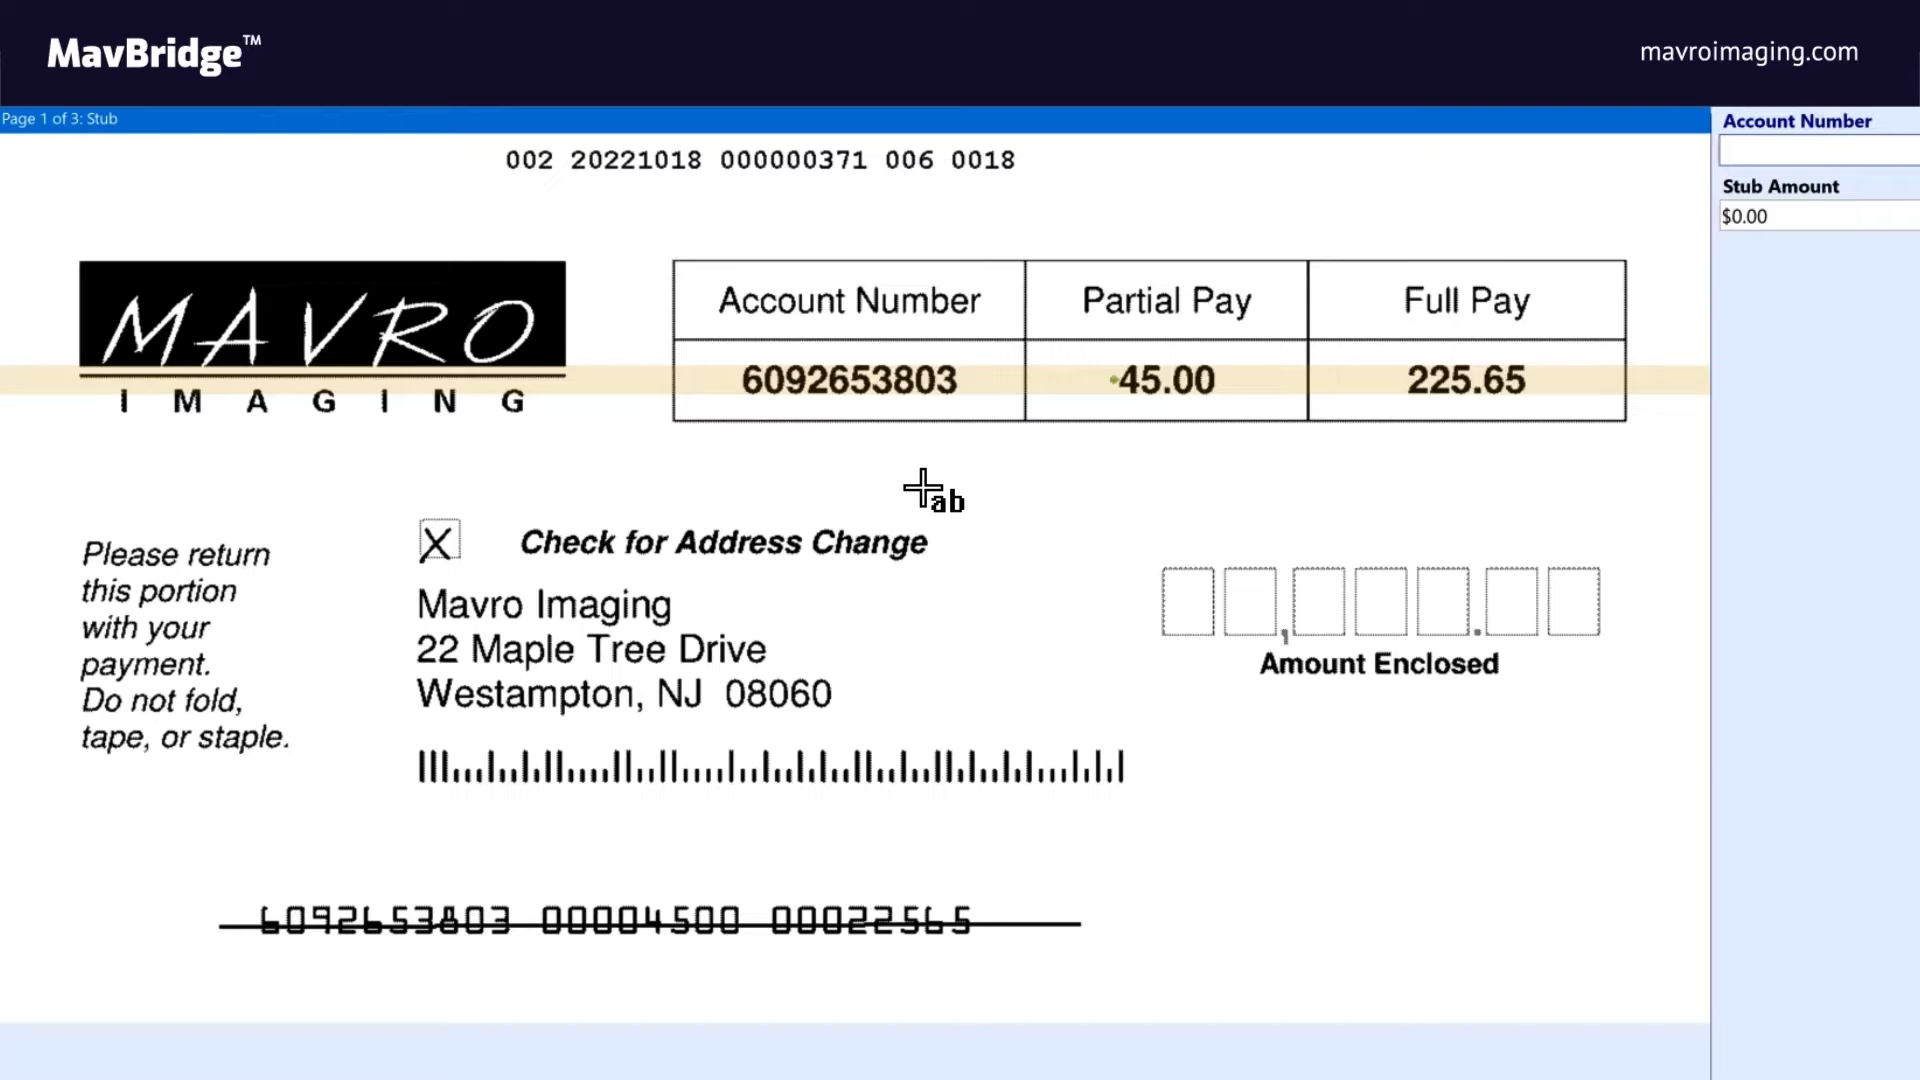 MavBridge™
mavroimaging.com
Page 1 of 3: Stub
Account Number
Stub Amount
$0.00
002 20221018 000000371 006 0018
MAVRO
IMAGING
Account Number Partial Pay Full Pay
6092653803 45.00 225.65
ab
Please return
this portion
with your
payment.
Do not fold,
tape, or staple.
X Check for Address Change
Mavro Imaging
22 Maple Tree Drive
Westampton, NJ 08060
, .
Amount Enclosed
6092653803 00004500 00022565